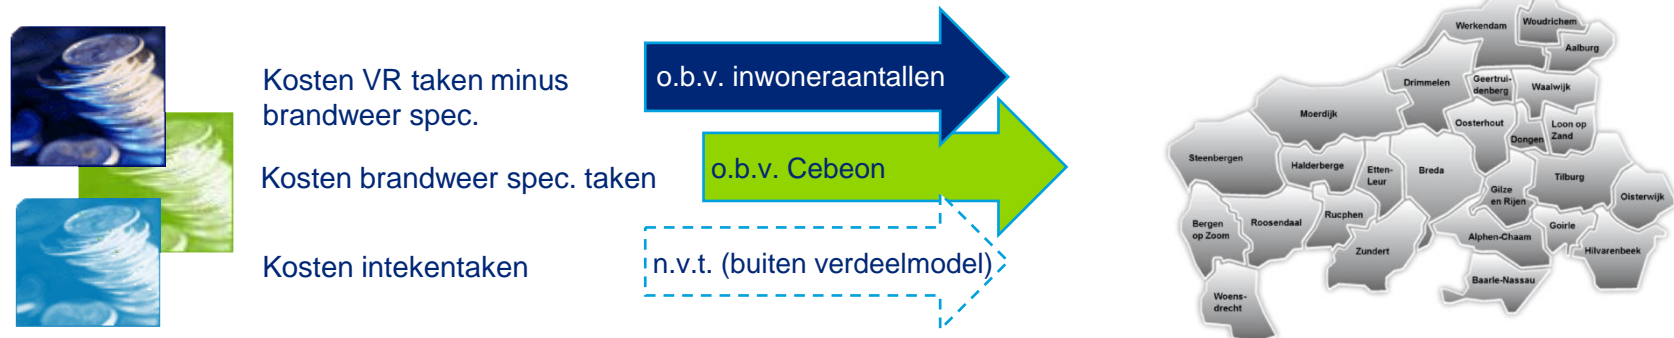 Kosten VR taken minus
brandweer spec.
o.b.v. inwoneraantallen
Kosten brandweer spec. taken
o.b.v. Cebeon
Kosten intekentaken
n.v.t. (buiten verdeelmodel)
Werkendam
Woudrichem
Aalburg
Drimmelen
Geertrui-
denberg
Waalwijk
Moerdijk
Oosterhout
Dongen
Loon op
Zand
Steenbergen
Halderberge
Etten-
Leur
Breda
Gilze
en Rijen
Tilburg
Oisterwijk
Bergen
op Zoom
Roosendaal
Rucphen
Zundert
Alphen-Chaam
Goirle
Hilvarenbeek
Baarle-Nassau
Woens-
drecht